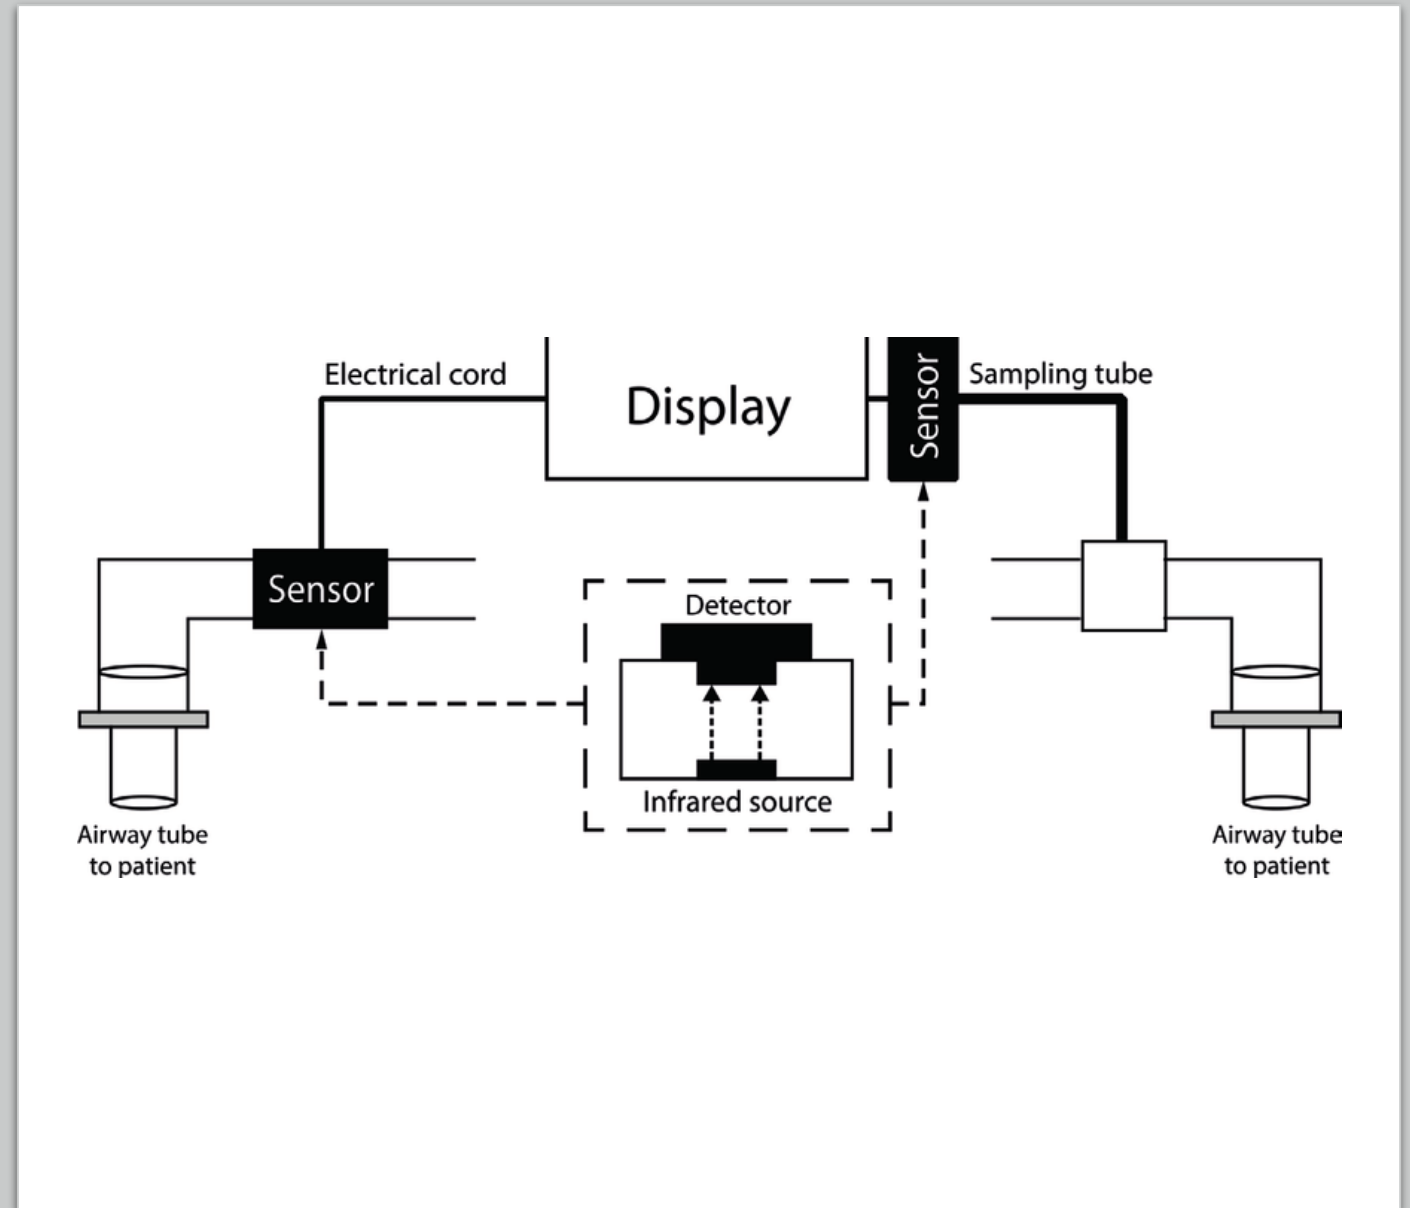 Electrical cord
Display
Sensor
Sampling tube
Sensor
Detector
Infrared source
Airway tube
to patient
Airway tube
to patient